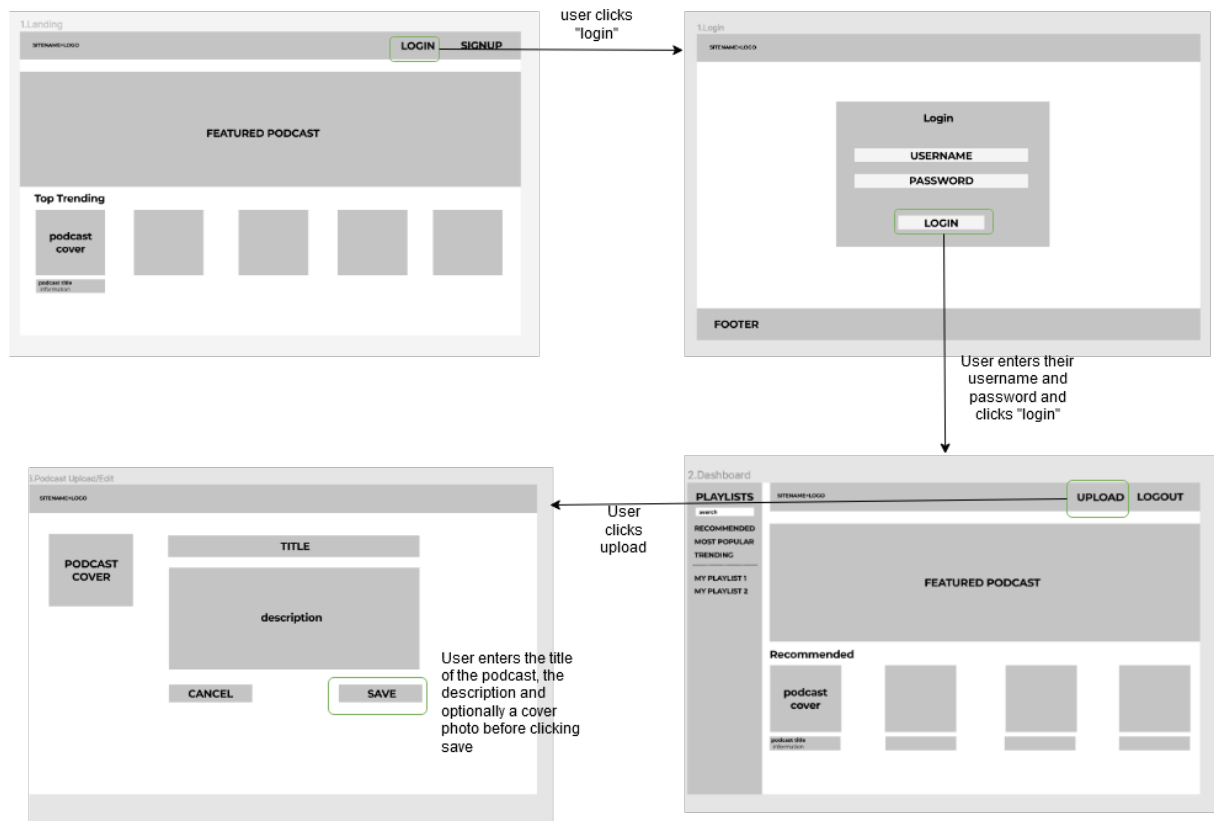 1.Landing
SITENAME+LOGO
LOGIN
SIGNUP
FEATURED PODCAST
Top Trending
podcast
cover
podcast title
information
user clicks
"login"
1.Login
SITENAME+LOGO
Login
USERNAME
PASSWORD
LOGIN
FOOTER
User enters their
username and
password and
clicks "login"
2.Dashboard
PLAYLISTS
search
RECOMMENDED
MOST POPULAR
TRENDING
MY PLAYLIST 1
MY PLAYLIST 2
SITENAME+LOGO
UPLOAD
LOGOUT
FEATURED PODCAST
Recommended
podcast
cover
podcast title
information
User
clicks
upload
.Podcast Upload/Edit
SITENAME+LOGO
PODCAST
COVER
TITLE
description
CANCEL
SAVE
User enters the title
of the podcast, the
description and
optionally a cover
photo before clicking
save